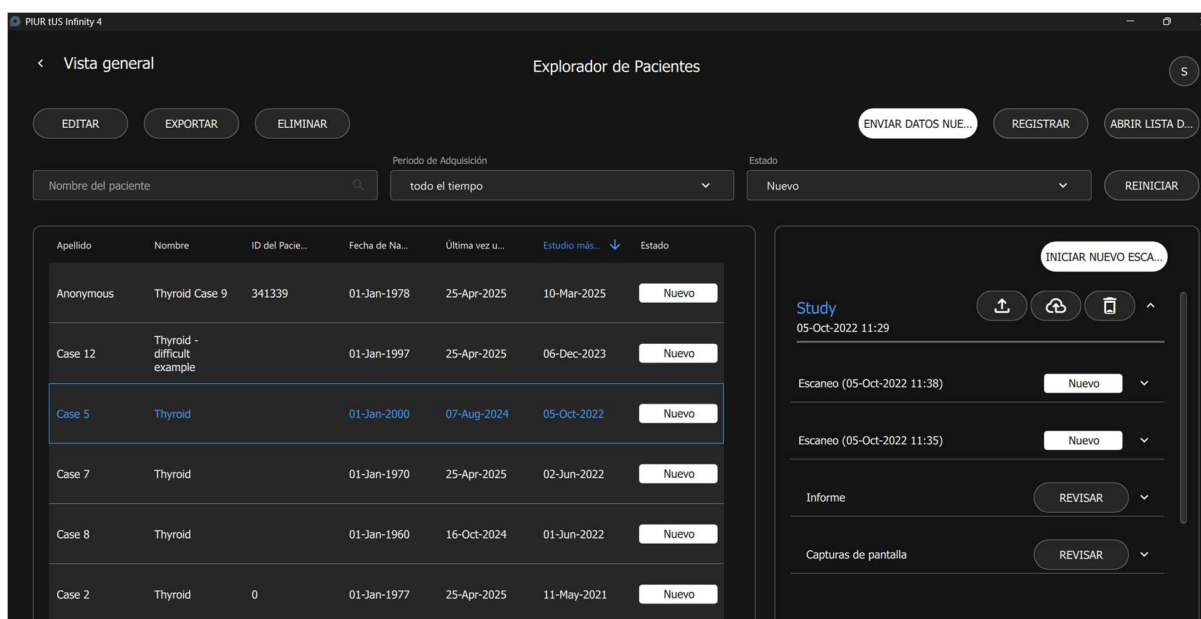 PIUR tUS Infinity 4
Vista general
Explorador de Pacientes
S
EDITAR
EXPORTAR
ELIMINAR
ENVIAR DATOS NUE...
REGISTRAR
ABRIR LISTA D...
Periodo de Adquisición
Estado
Nombre del paciente
todo el tiempo
Nuevo
REINICIAR
Apellido Nombre ID del Pacie... Fecha de Na... Última vez u... Estudio más... Estado
Anonymous Thyroid Case 9 341339 01-Jan-1978 25-Apr-2025 10-Mar-2025 Nuevo
Case 12 Thyroid - difficult example 01-Jan-1997 25-Apr-2025 06-Dec-2023 Nuevo
Case 5 Thyroid 01-Jan-2000 07-Aug-2024 05-Oct-2022 Nuevo
Case 7 Thyroid 01-Jan-1970 25-Apr-2025 02-Jun-2022 Nuevo
Case 8 Thyroid 01-Jan-1960 16-Oct-2024 01-Jun-2022 Nuevo
Case 2 Thyroid 0 01-Jan-1977 25-Apr-2025 11-May-2021 Nuevo
INICIAR NUEVO ESCA...
Study
05-Oct-2022 11:29
Escaneo (05-Oct-2022 11:38) Nuevo
Escaneo (05-Oct-2022 11:35) Nuevo
Informe REVISAR
Capturas de pantalla REVISAR